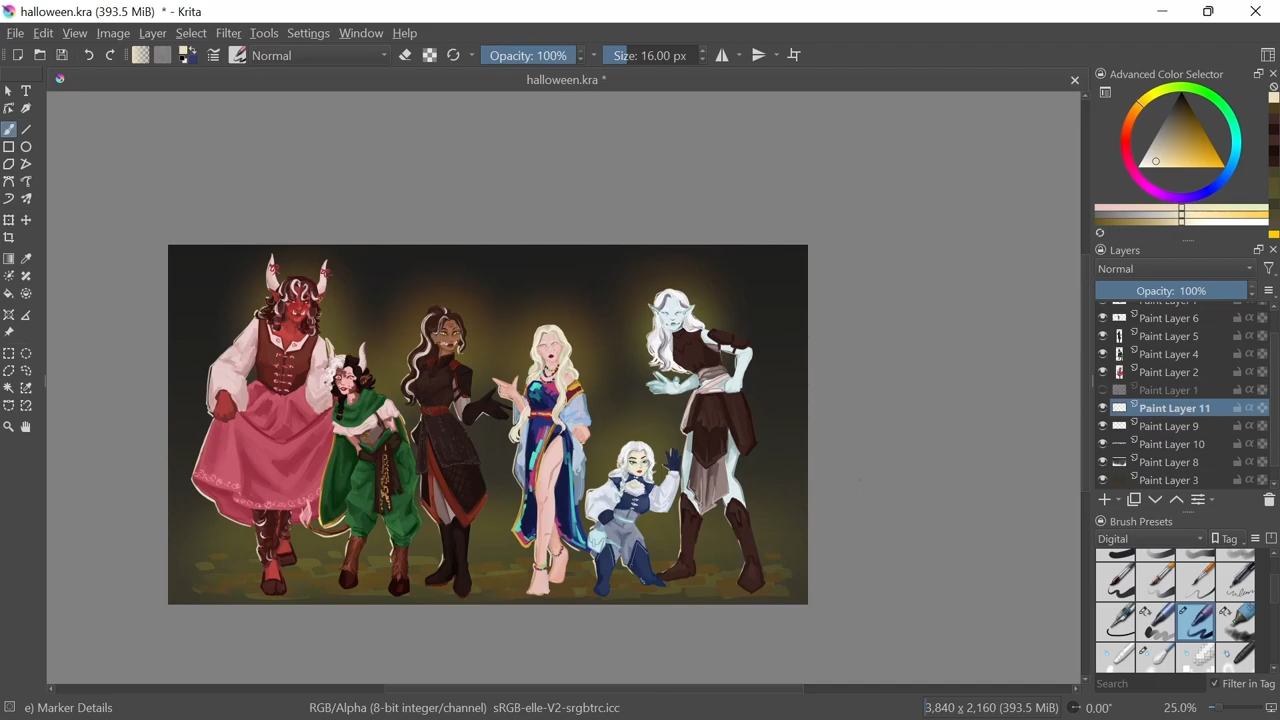 halloween.kra (393.5 MiB) * - Krita
File Edit View Image Layer Select Filter Tools Settings Window Help
Normal Opacity: 100% Size: 16.00 px
halloween.kra *
Advanced Color Selector
Layers
Normal
Opacity: 100%
Paint Layer 6
Paint Layer 5
Paint Layer 4
Paint Layer 2
Paint Layer 1
Paint Layer 11
Paint Layer 9
Paint Layer 10
Paint Layer 8
Paint Layer 3
Brush Presets
Digital Tag
Search Filter in Tag
e) Marker Details RGB/Alpha (8-bit integer/channel) sRGB-elle-V2-srgbtrc.icc 3,840 x 2,160 (393.5 MiB) 0.00° 25.0%